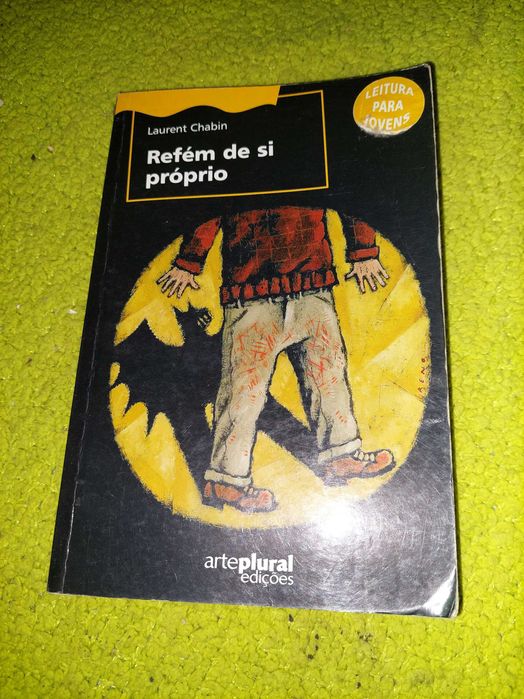 Laurent Chabin
Refém de si
próprio
LEITURA
PARA
JOVENS
arteplural
edições